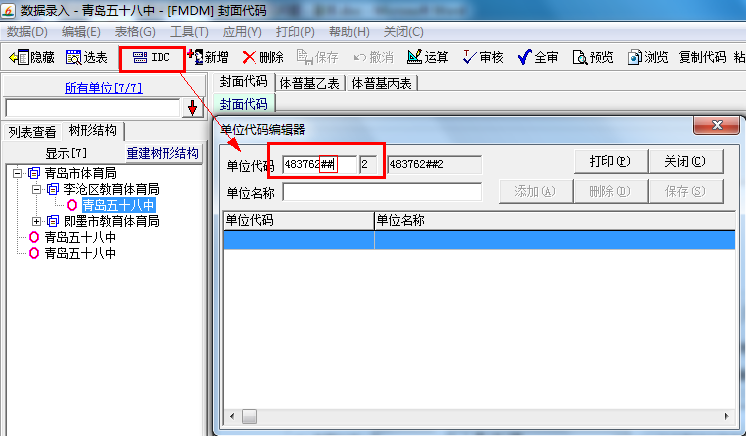 数据录入 - 青岛五十八中 - [FMDM] 封面代码
数据(D) 编辑(E) 表格(G) 工具(T) 应用(Y) 打印(P) 帮助(H) 关闭(C)
隐藏 选表 IDC 新增 删除 保存 撤消 运算 审核 全审 预览 浏览 复制代码 粘
所有单位[7/7]
封面代码 体普基乙表 体普基丙表
封面代码
列表查看 树形结构
显示[7] 重建树形结构
青岛市体育局
李沧区教育体育局
青岛五十八中
即墨市教育体育局
青岛五十八中
青岛五十八中
单位代码编辑器
单位代码 483762## 2 483762##2 打印(P) 关闭(C)
单位名称 添加(A) 删除(D) 保存(S)
单位代码 单位名称